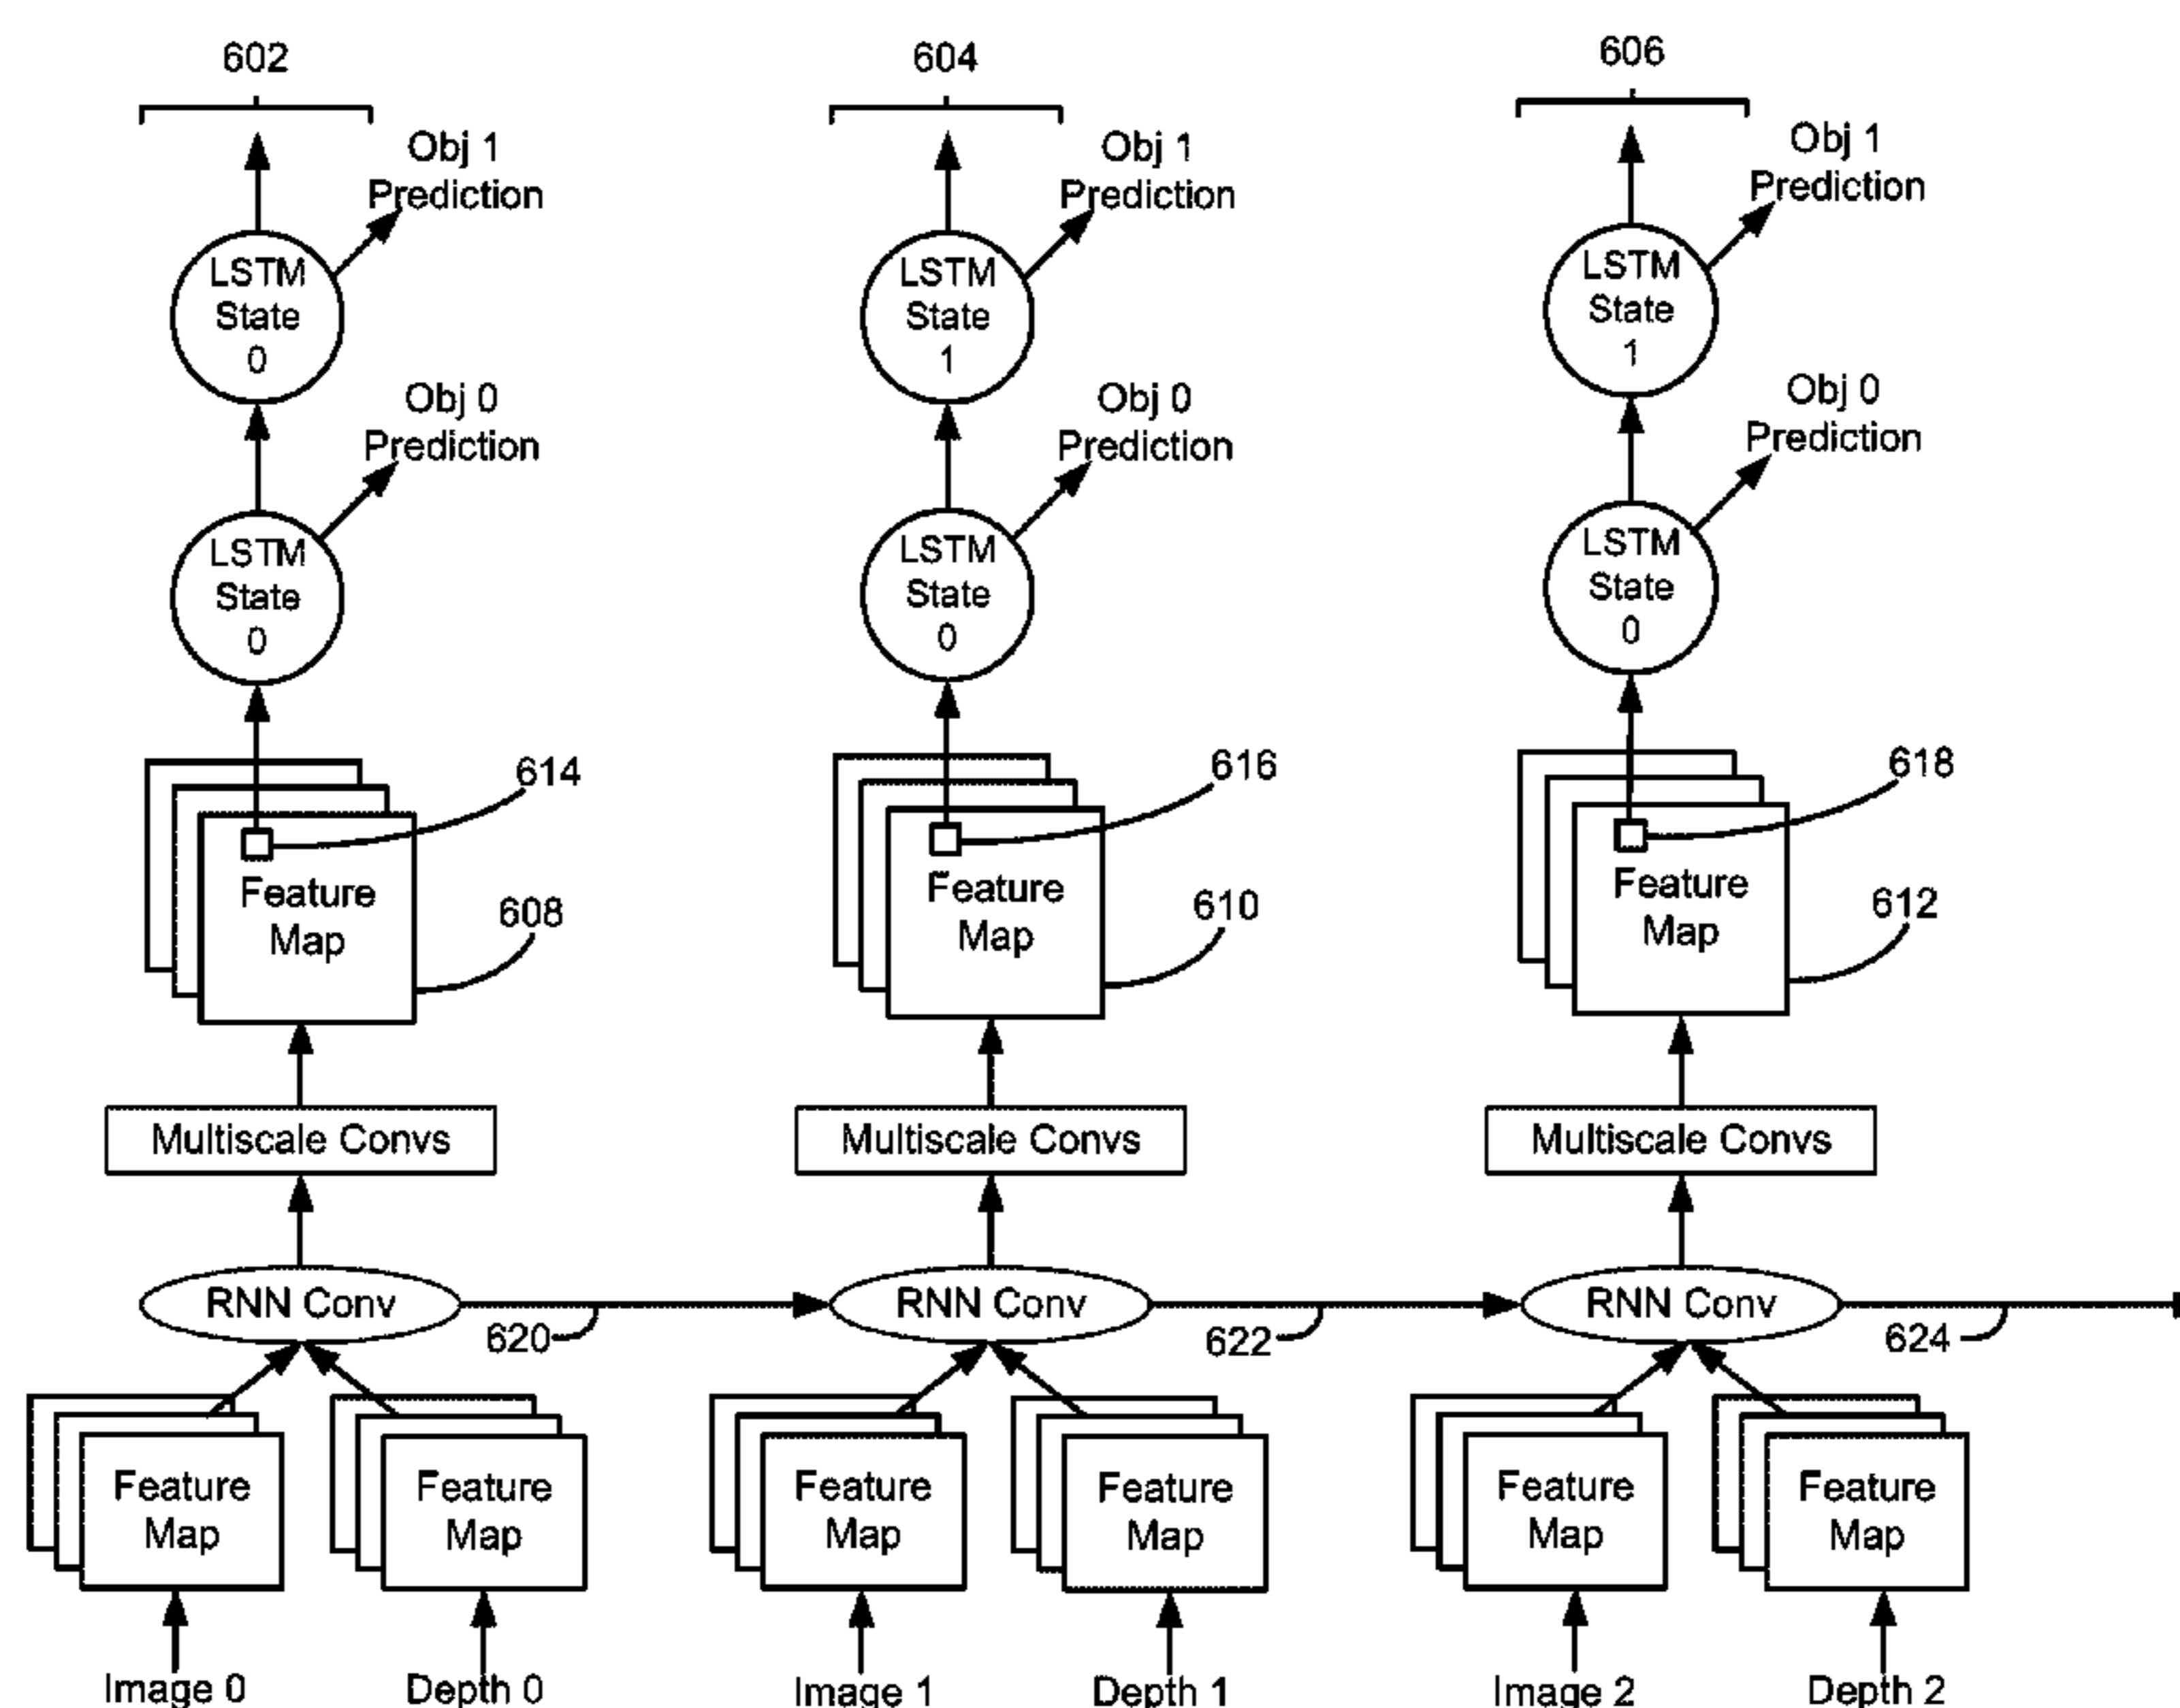 602
604
606
Obj 1
Prediction
Obj 1
Prediction
Obj 1
Prediction
LSTM
State
0
LSTM
State
1
LSTM
State
1
Obj 0
Prediction
Obj 0
Prediction
Obj 0
Prediction
LSTM
State
0
LSTM
State
0
LSTM
State
0
614
616
618
Feature
Map
608
Feature
Map
610
Feature
Map
612
Multiscale Convs
Multiscale Convs
Multiscale Convs
RNN Conv
RNN Conv
RNN Conv
620
622
624
Feature
Map
Feature
Map
Feature
Map
Feature
Map
Feature
Map
Feature
Map
Image 0
Depth 0
Image 1
Depth 1
Image 2
Depth 2